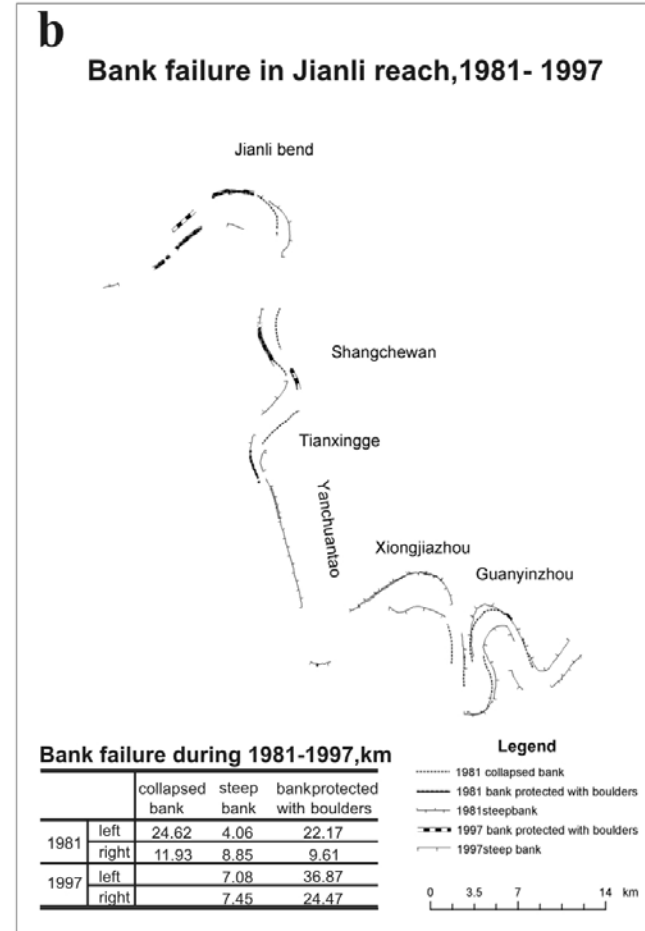 b
Bank failure in Jianli reach,1981- 1997
Jianli bend
Shangchewan
Tianxingge
Yanchuantao
Xiongjiazhou
Guanyinzhou
Bank failure during 1981-1997,km
collapsed bank steep bank bankprotected with boulders
1981 left 24.62 4.06 22.17
right 11.93 8.85 9.61
1997 left 7.08 36.87
right 7.45 24.47
Legend
1981 collapsed bank
1981 bank protected with boulders
1981steepbank
1997 bank protected with boulders
1997steep bank
0 3.5 7 14 km